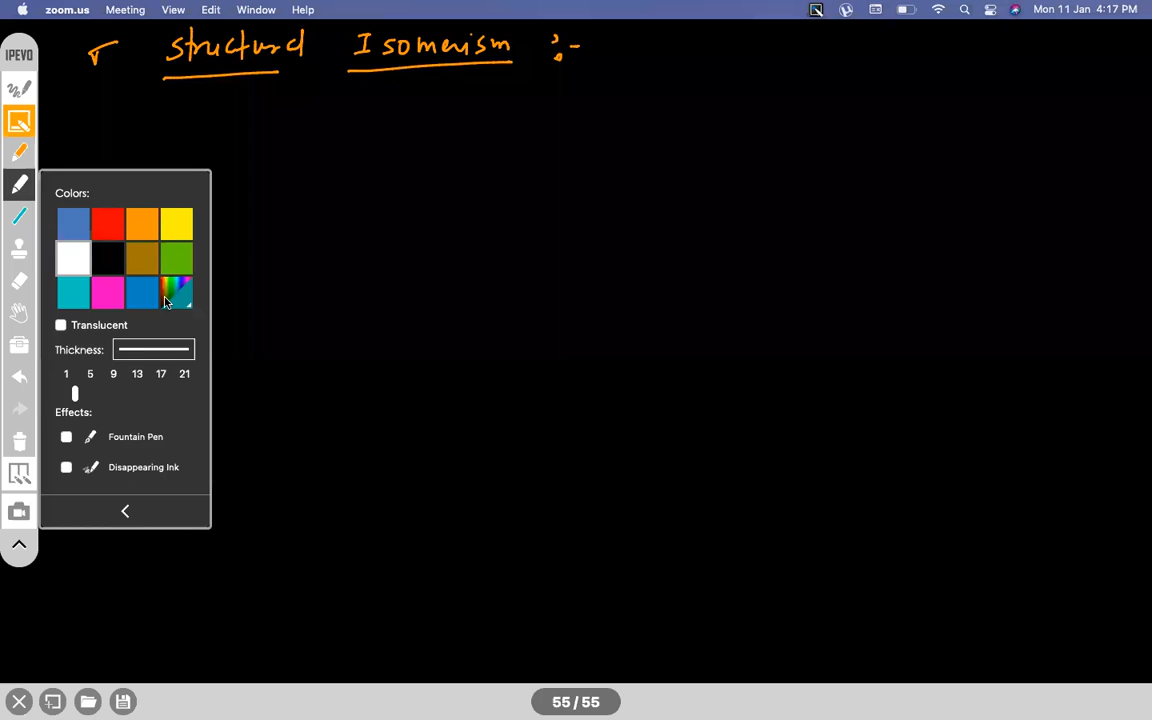 zoom.us Meeting View Edit Window Help Mon 11 Jan 4:17 PM
structural Isomerism :-
IPEVO
Colors:
Translucent
Thickness:
1 5 9 13 17 21
Effects:
Fountain Pen
Disappearing Ink
55/55